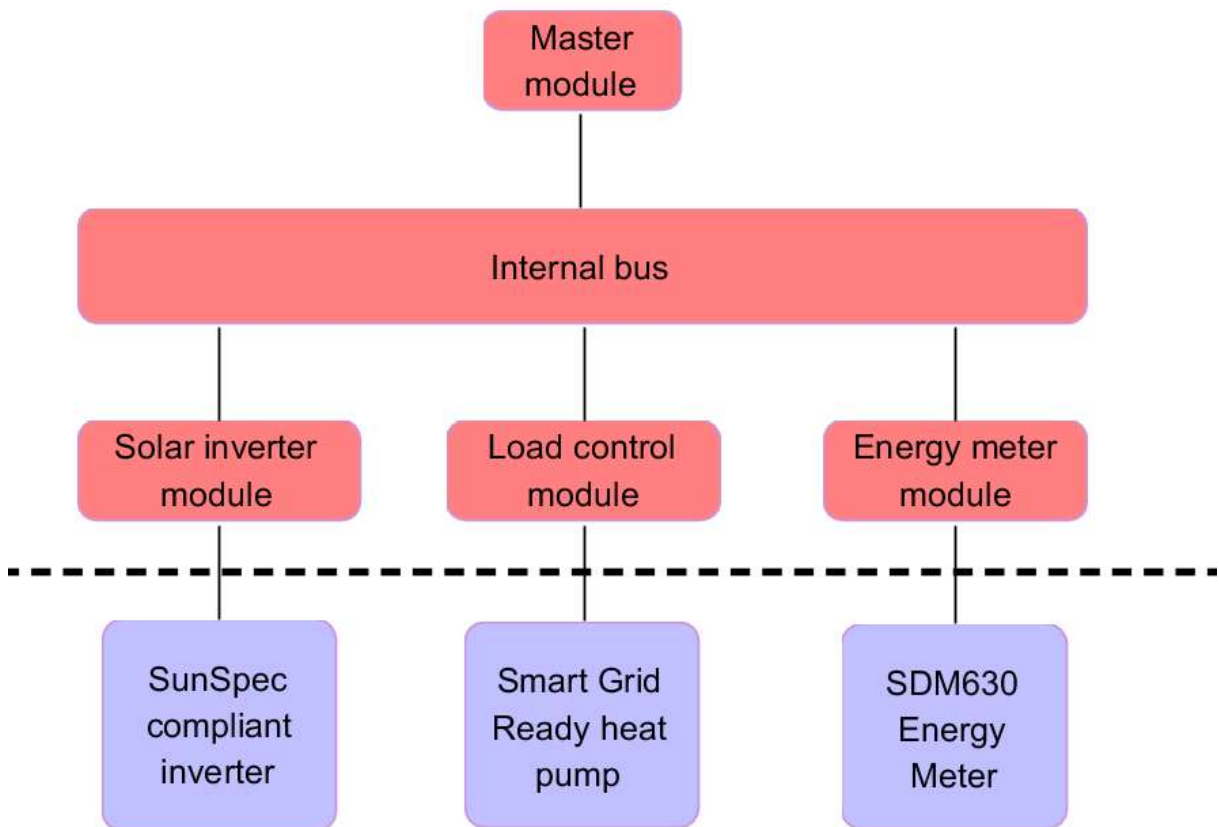 Master
module
Internal bus
Solar inverter
module
Load control
module
Energy meter
module
SunSpec
compliant
inverter
Smart Grid
Ready heat
pump
SDM630
Energy
Meter